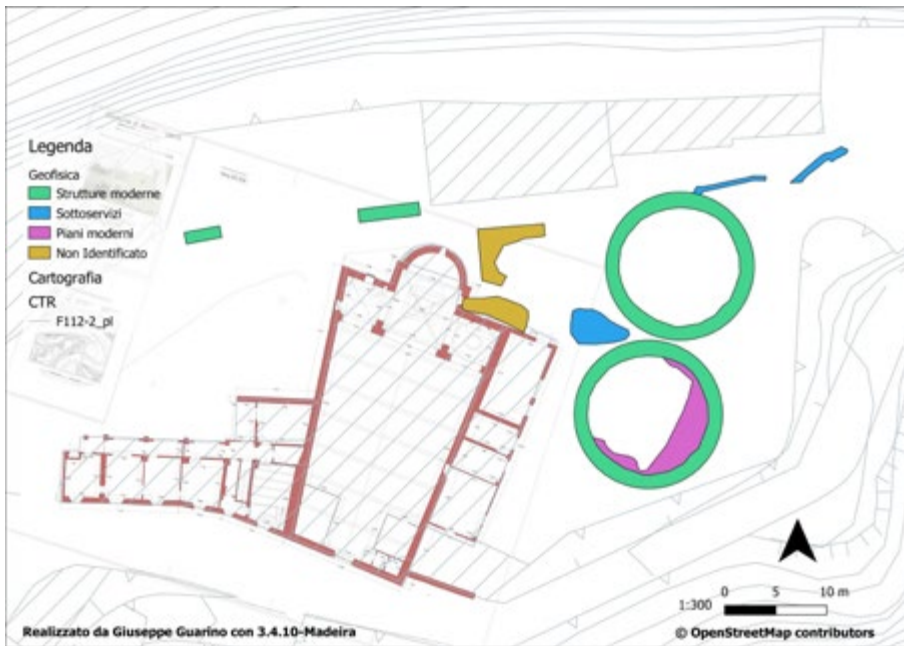 Legenda
Geofisica
Strutture moderne
Sottoservizi
Piani moderni
Non Identificato
Cartografia
CTR
F112-2_pl
0 5 10 m
1:300
Realizzato da Giuseppe Guarino con 3.4.10-Madeira
© OpenStreetMap contributors